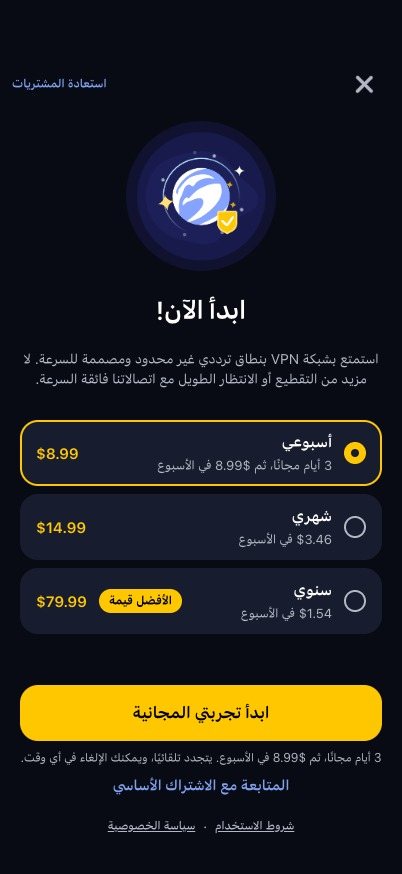 استعادة المشتريات
ابدأ الآن!
استمتع بشبكة VPN بنطاق ترددي غير محدود ومصممة للسرعة. لا
مزيد من التقطيع أو الانتظار الطويل مع اتصالاتنا فائقة السرعة.
أسبوعي
3 أيام مجانًا، ثم 8.99$ في الأسبوع
$8.99
شهري
$3.46 في الأسبوع
$14.99
سنوي
$1.54 في الأسبوع
الأفضل قيمة
$79.99
ابدأ تجربتي المجانية
3 أيام مجانًا، ثم 8.99$ في الأسبوع. يتجدد تلقائيًا، ويمكنك الإلغاء في أي وقت.
المتابعة مع الاشتراك الأساسي
شروط الاستخدام · سياسة الخصوصية